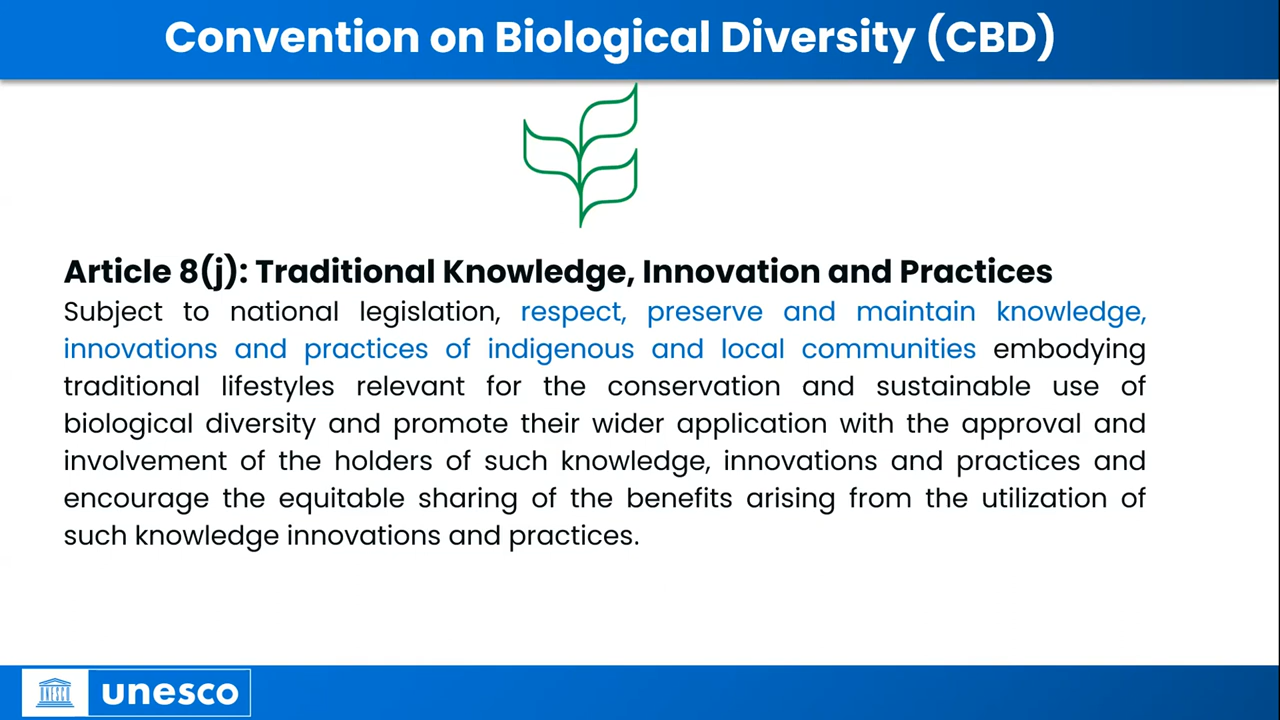 Convention on Biological Diversity (CBD)
Article 8(j): Traditional Knowledge, Innovation and Practices
Subject to national legislation, respect, preserve and maintain knowledge,
innovations and practices of indigenous and local communities embodying
traditional lifestyles relevant for the conservation and sustainable use of
biological diversity and promote their wider application with the approval and
involvement of the holders of such knowledge, innovations and practices and
encourage the equitable sharing of the benefits arising from the utilization of
such knowledge innovations and practices.
unesco